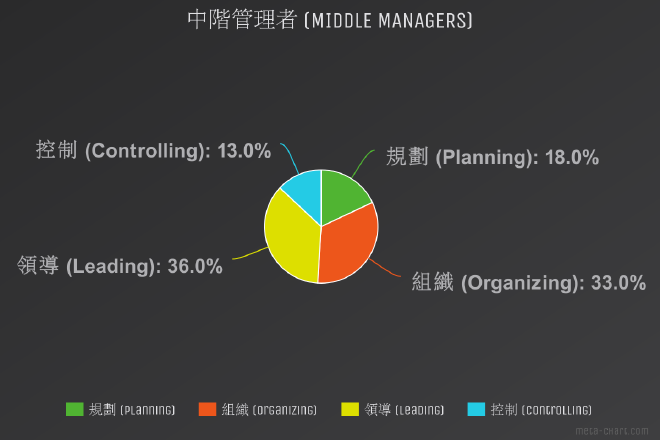 中階管理者 (MIDDLE MANAGERS)
控制 (Controlling): 13.0%
規劃 (Planning): 18.0%
領導 (Leading): 36.0%
組織 (Organizing): 33.0%
規劃 (Planning) 組織 (Organizing) 領導 (Leading) 控制 (Controlling)
meta-chart.com